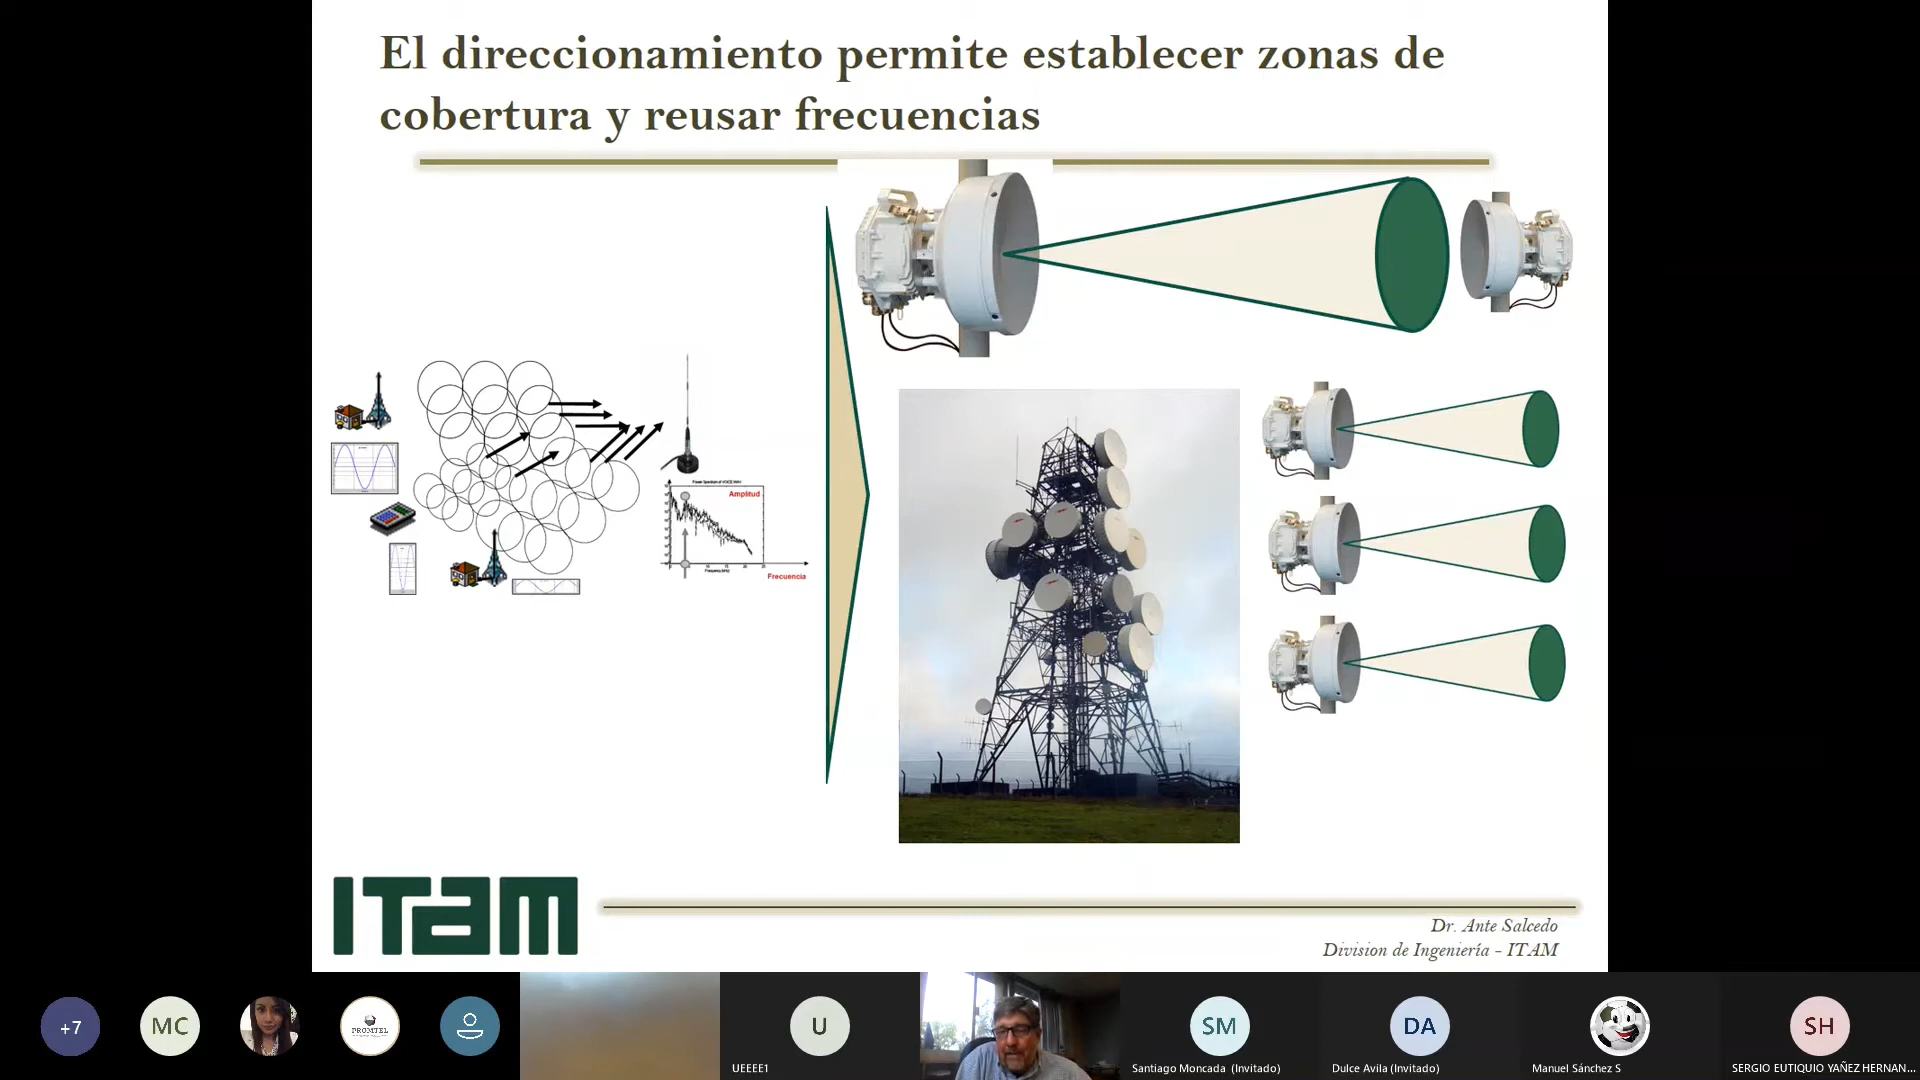 El direccionamiento permite establecer zonas de
cobertura y reusar frecuencias
Amplitud
Frecuencia
ITAM
Dr. Ante Salcedo
Division de Ingeniería - ITAM
+7
MC
PROMTEL
U
UEEEE1
SM
Santiago Moncada (Invitado)
DA
Dulce Avila (Invitado)
Manuel Sánchez S
SH
SERGIO EUTIQUIO YAÑEZ HERNAN...